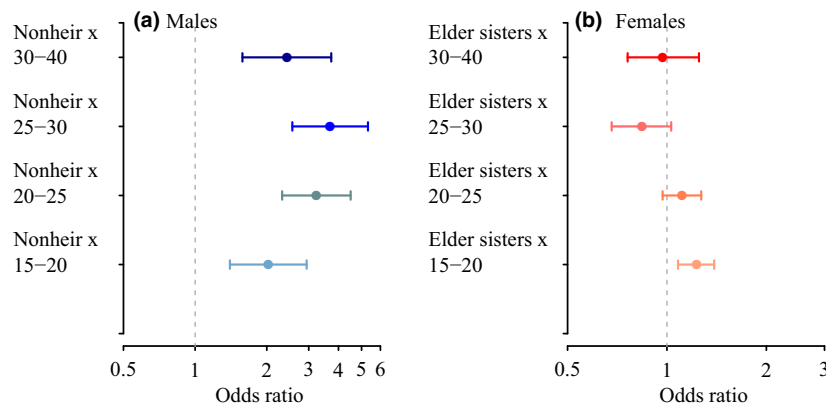 (a) Males
Nonheir x
30−40
Nonheir x
25−30
Nonheir x
20−25
Nonheir x
15−20
0.5 1 2 3 4 5 6
Odds ratio
(b) Females
Elder sisters x
30−40
Elder sisters x
25−30
Elder sisters x
20−25
Elder sisters x
15−20
0.5 1 2 3
Odds ratio